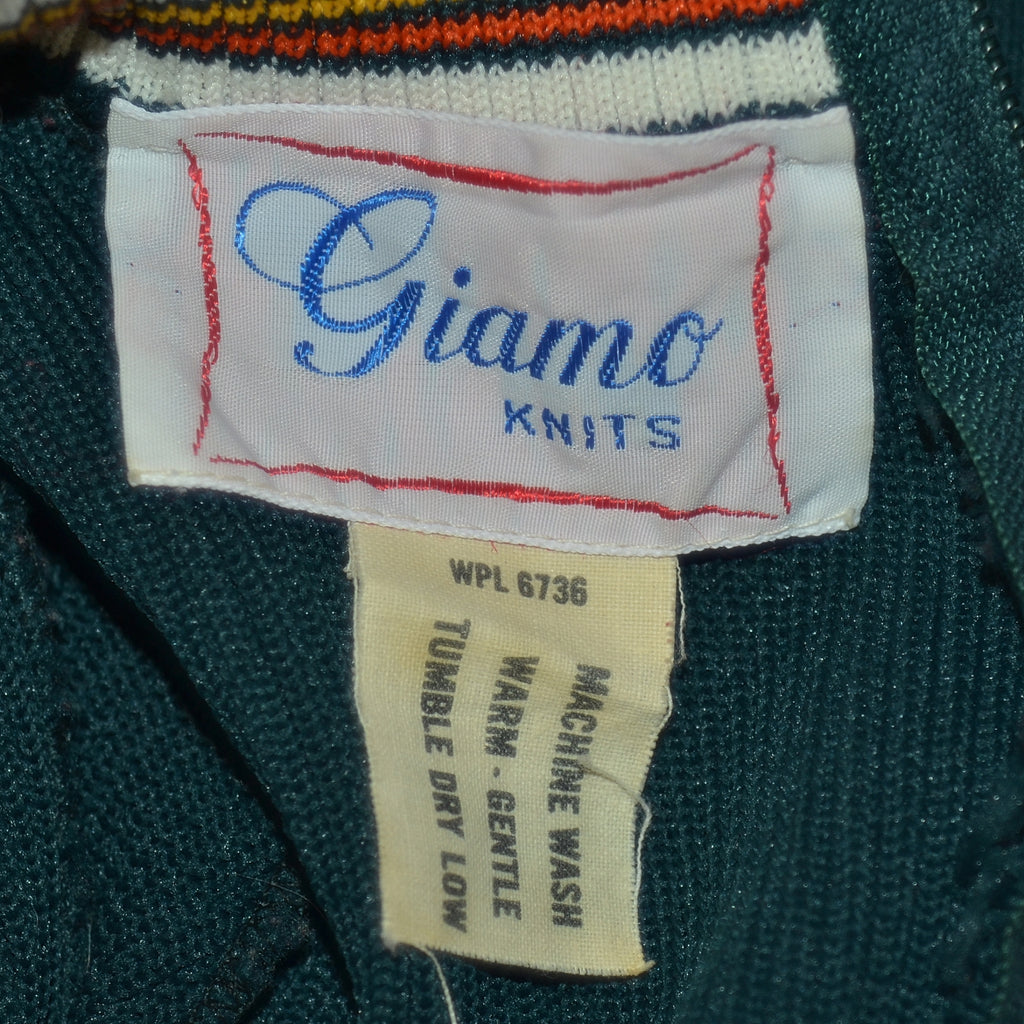 Giamo
KNITS
WPL 6736
MACHINE WASH
WARM · GENTLE
TUMBLE DRY LOW